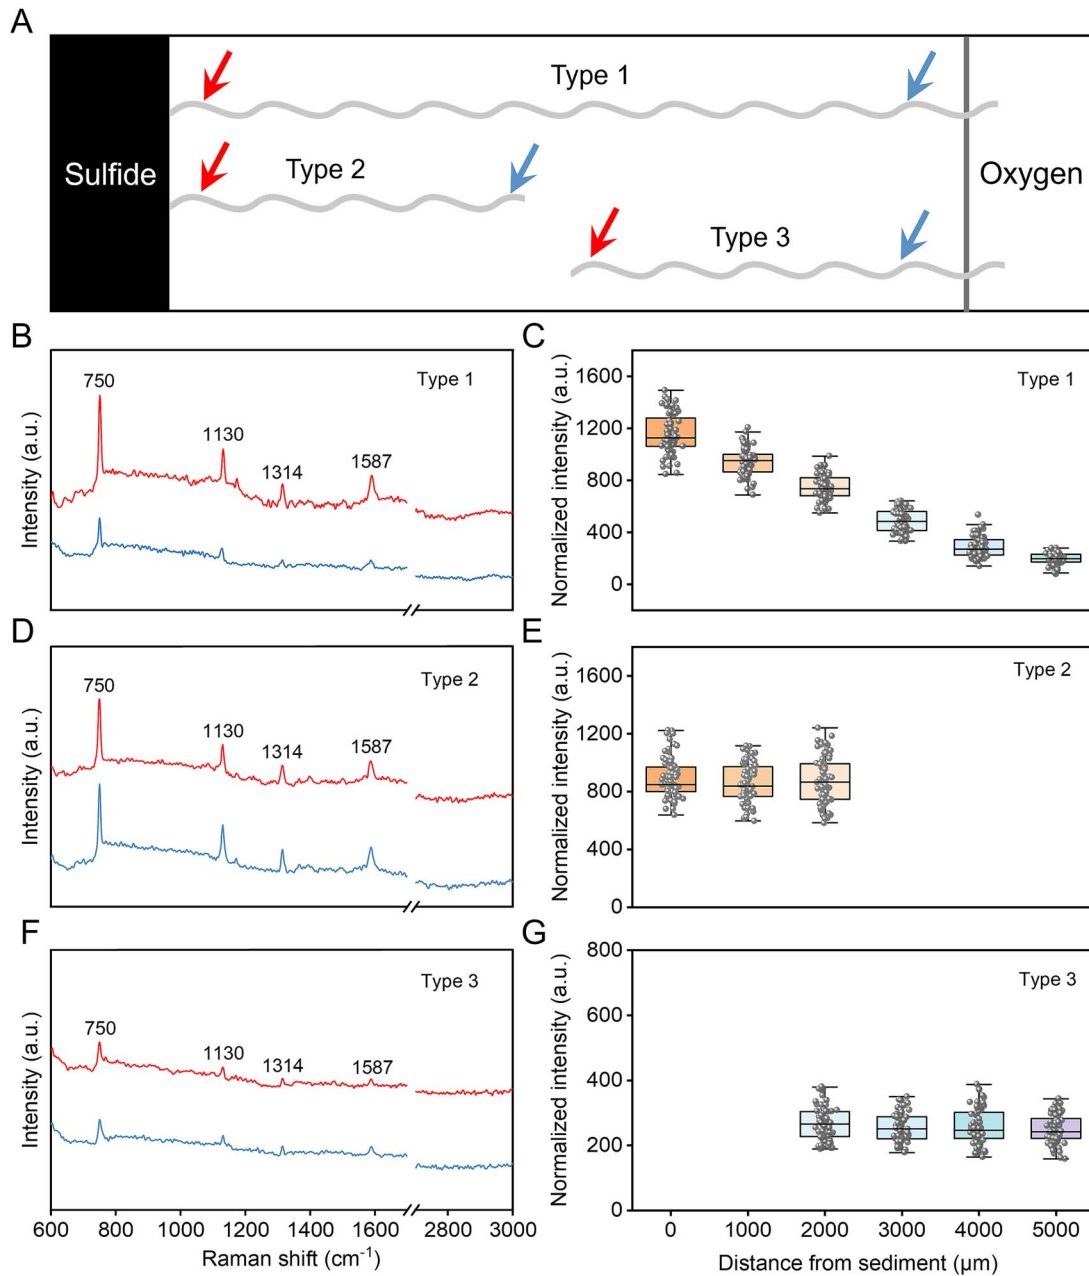 A
Type 1
Sulfide
Type 2
Oxygen
Type 3
B
Type 1
750
1130
1314
1587
Intensity (a.u.)
C
Type 1
Normalized intensity (a.u.)
1600
1200
800
400
0
D
Type 2
750
1130
1314
1587
Intensity (a.u.)
E
Type 2
Normalized intensity (a.u.)
1600
1200
800
400
0
F
Type 3
750
1130
1314
1587
Intensity (a.u.)
600 800 1000 1200 1400 1600 2800 3000
Raman shift (cm⁻¹)
G
Type 3
Normalized intensity (a.u.)
800
600
400
200
0
0 1000 2000 3000 4000 5000
Distance from sediment (µm)